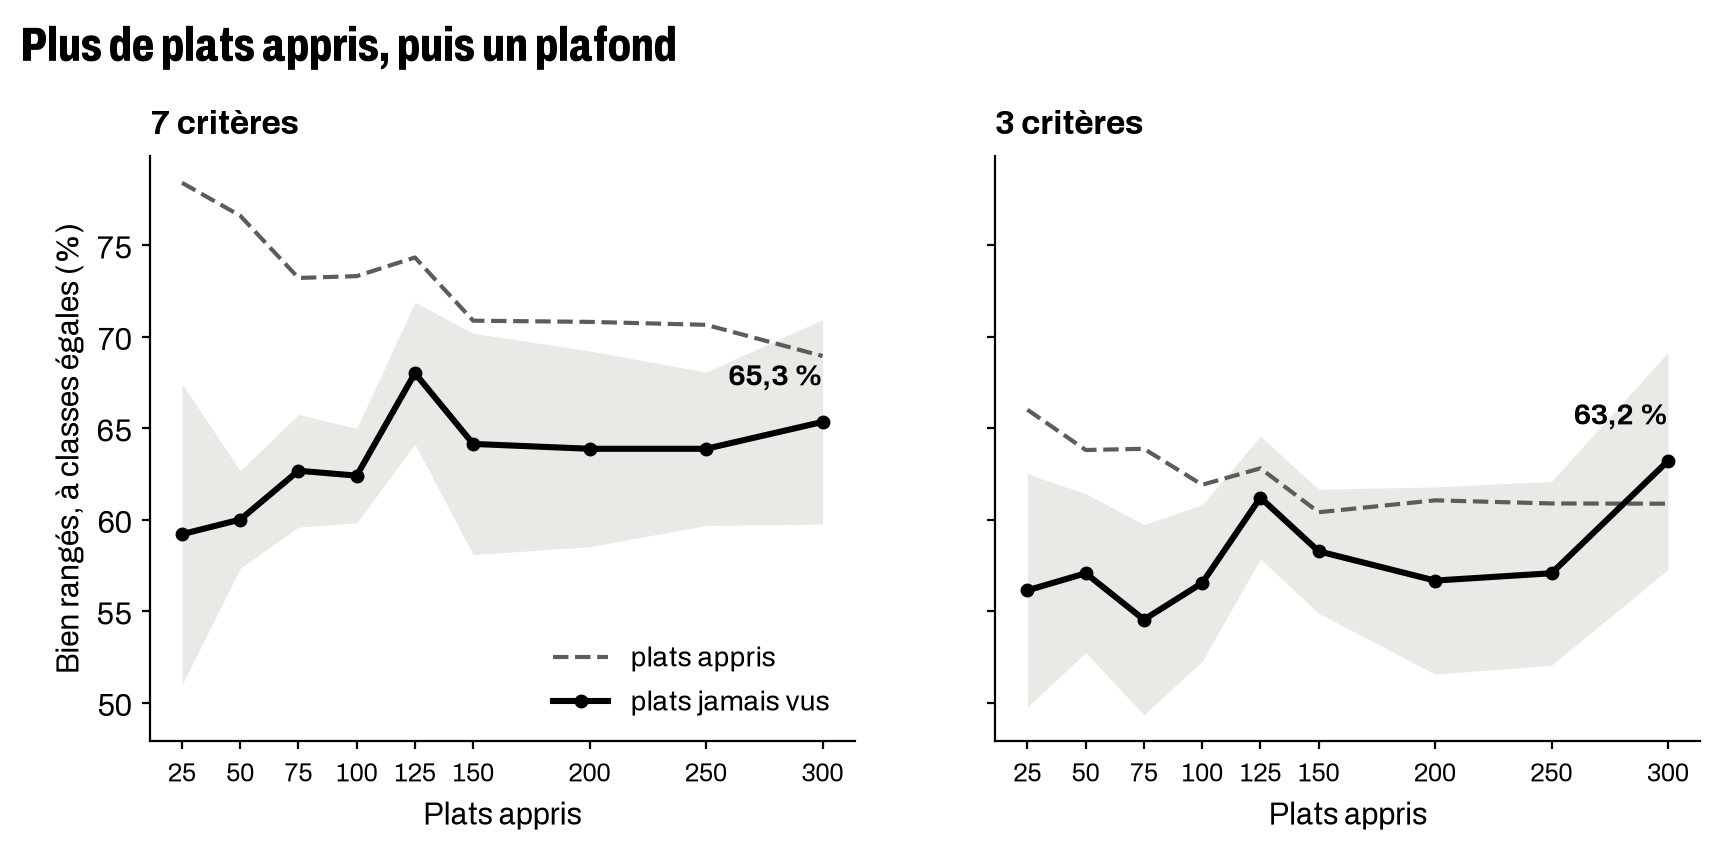 Plus de plats appris, puis un plafond
7 critères
Bien rangés, à classes égales (%)
75
70
65
60
55
50
65,3 %
plats appris
plats jamais vus
25 50 75 100 125 150 200 250 300
Plats appris
3 critères
63,2 %
25 50 75 100 125 150 200 250 300
Plats appris